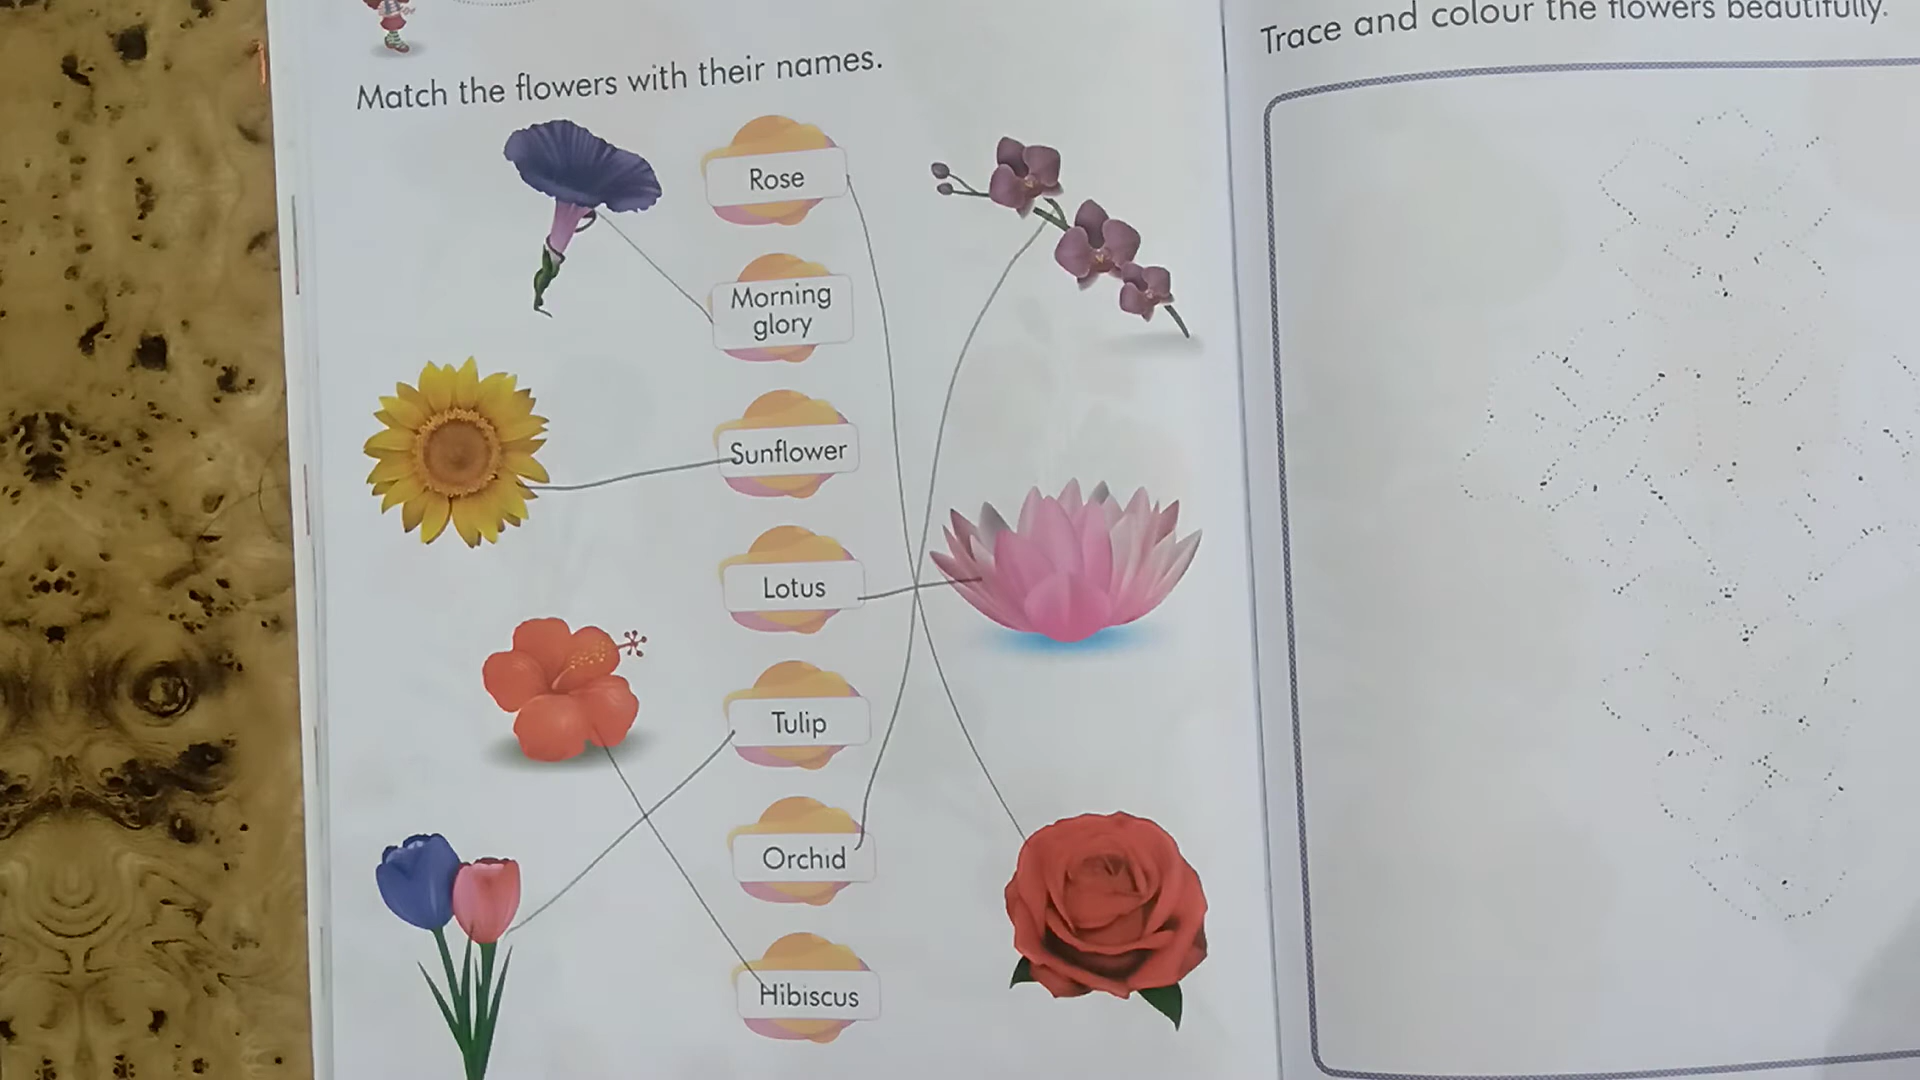 Match the flowers with their names.
Rose
Morning
glory
Sunflower
Lotus
Tulip
Orchid
Hibiscus
Trace and colour the flowers beautifully.